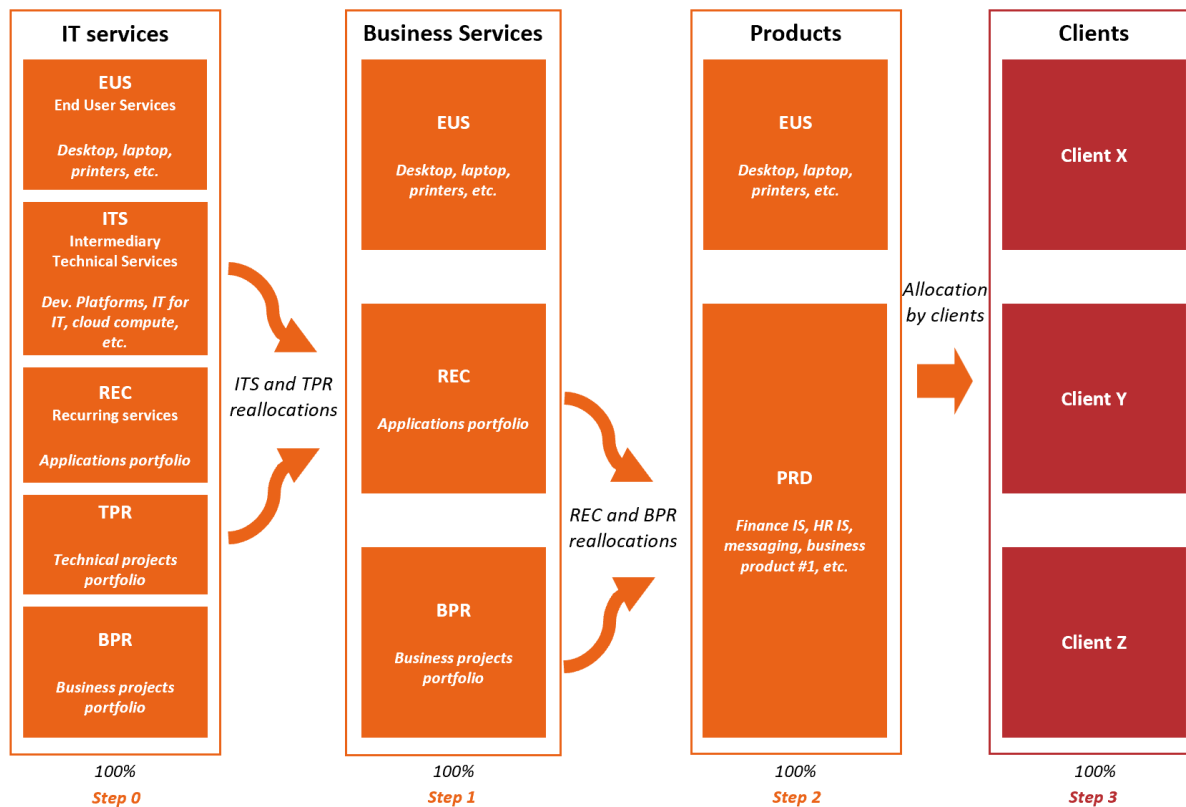 IT services
EUS
End User Services
Desktop, laptop,
printers, etc.
ITS
Intermediary
Technical Services
Dev. Platforms, IT for
IT, cloud compute,
etc.
REC
Recurring services
Applications portfolio
TPR
Technical projects
portfolio
BPR
Business projects
portfolio
100%
Step 0
ITS and TPR
reallocations
Business Services
EUS
Desktop, laptop,
printers, etc.
REC
Applications portfolio
BPR
Business projects
portfolio
100%
Step 1
REC and BPR
reallocations
Products
EUS
Desktop, laptop,
printers, etc.
PRD
Finance IS, HR IS,
messaging, business
product #1, etc.
100%
Step 2
Allocation
by clients
Clients
Client X
Client Y
Client Z
100%
Step 3